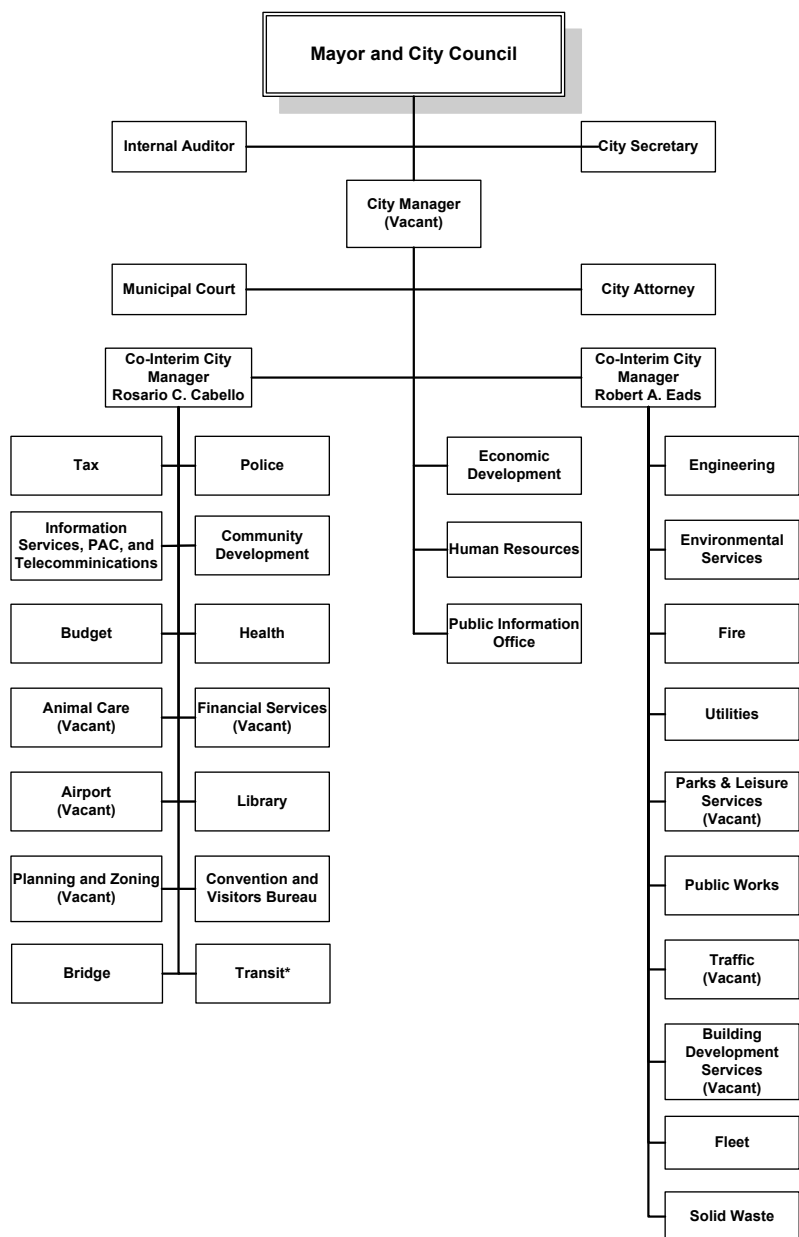 Mayor and City Council
Internal Auditor
City Secretary
City Manager
(Vacant)
Municipal Court
City Attorney
Co-Interim City
Manager
Rosario C. Cabello
Co-Interim City
Manager
Robert A. Eads
Tax
Police
Economic
Development
Engineering
Information
Services, PAC, and
Telecomminications
Community
Development
Human Resources
Environmental
Services
Budget
Health
Public Information
Office
Fire
Animal Care
(Vacant)
Financial Services
(Vacant)
Utilities
Airport
(Vacant)
Library
Parks & Leisure
Services
(Vacant)
Planning and Zoning
(Vacant)
Convention and
Visitors Bureau
Public Works
Bridge
Transit*
Traffic
(Vacant)
Building
Development
Services
(Vacant)
Fleet
Solid Waste